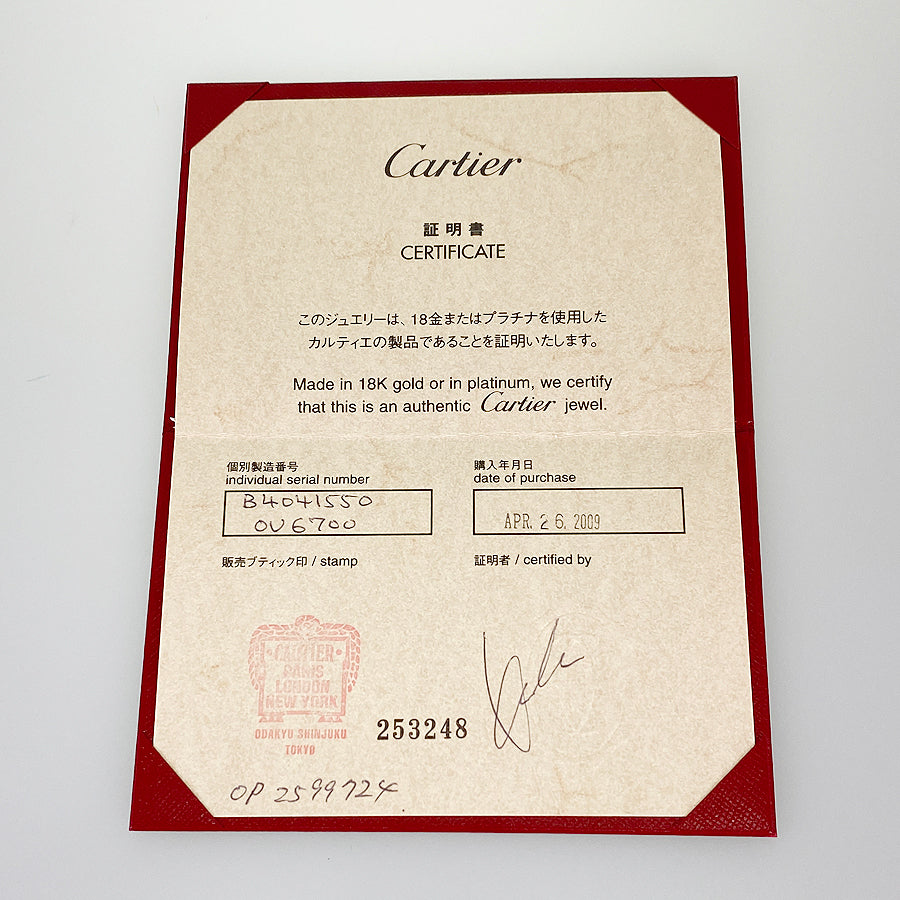 Cartier
証明書
CERTIFICATE
このジュエリーは、18金またはプラチナを使用した
カルティエの製品であることを証明いたします。
Made in 18K gold or in platinum, we certify
that this is an authentic Cartier jewel.
個別製造番号
individual serial number
B4041550
OV6700
購入年月日
date of purchase
APR. 26. 2009
販売ブティック印 / stamp
証明者 / certified by
CARTIER
PARIS
LONDON
NEW YORK
ODAKYU SHINJUKU
TOKYO
253248
OP 2599724